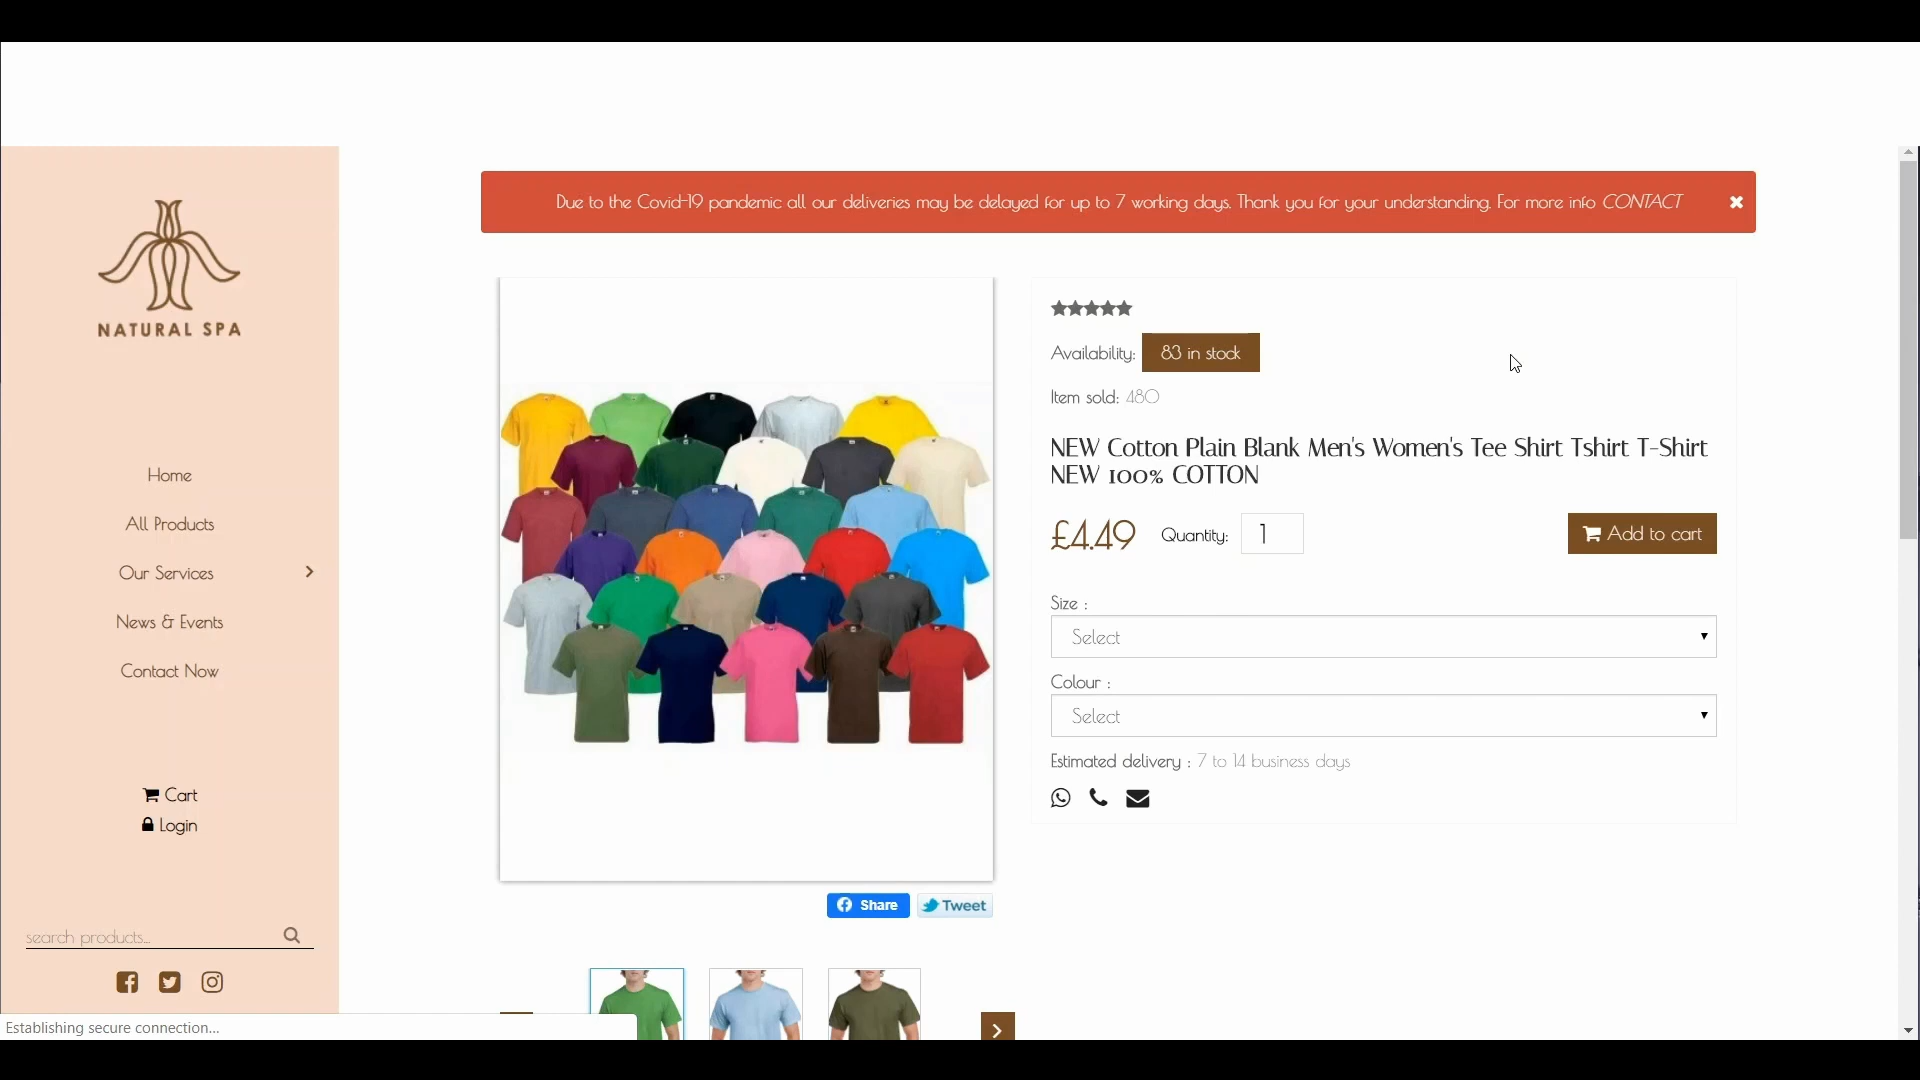 Due to the Covid-19 pandemic all our deliveries may be delayed for up to 7 working days. Thank you for your understanding. For more info CONTACT
NATURAL SPA
Home
All Products
Our Services
News & Events
Contact Now
Cart
Login
search products...
Availability: 83 in stock
Item sold: 480
NEW Cotton Plain Blank Men's Women's Tee Shirt Tshirt T-Shirt
NEW 100% COTTON
£4.49 Quantity: 1 Add to cart
Size :
Select
Colour :
Select
Estimated delivery : 7 to 14 business days
Share Tweet
Establishing secure connection...